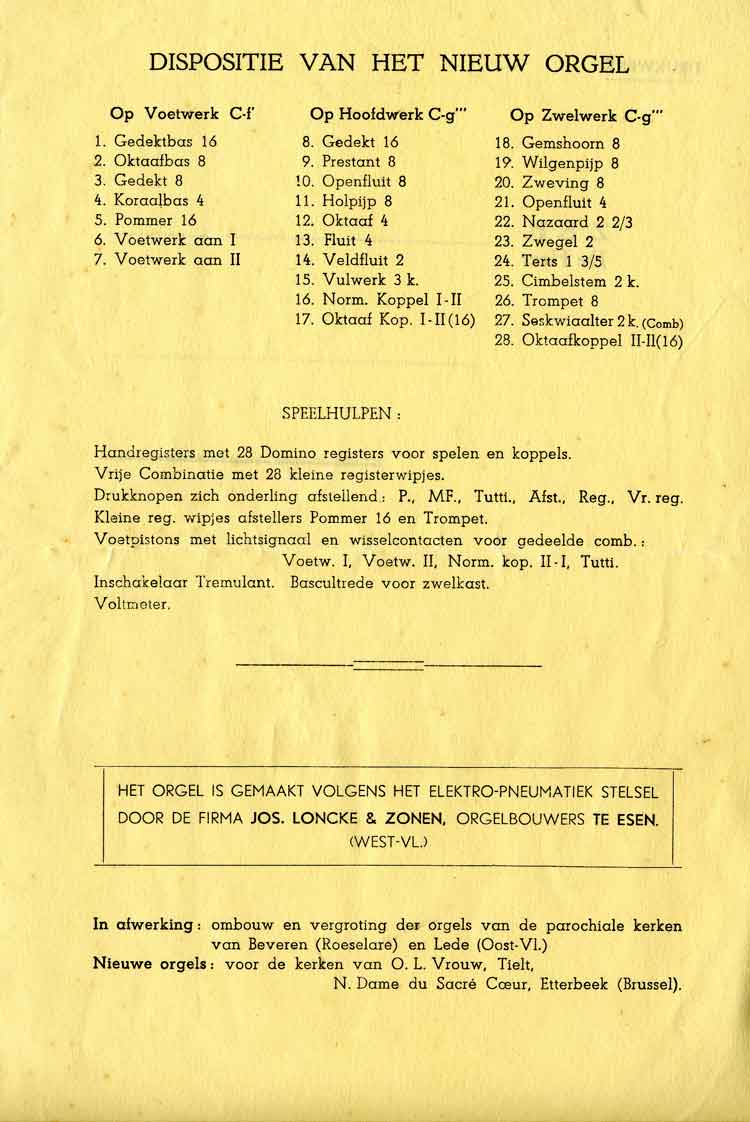 DISPOSITIE VAN HET NIEUW ORGEL
Op Voetwerk C-f'
1. Gedektbas 16
2. Oktaafbas 8
3. Gedekt 8
4. Koraalbas 4
5. Pommer 16
6. Voetwerk aan I
7. Voetwerk aan II
Op Hoofdwerk C-g'''
8. Gedekt 16
9. Prestant 8
10. Openfluit 8
11. Holpijp 8
12. Oktaaf 4
13. Fluit 4
14. Veldfluit 2
15. Vulwerk 3 k.
16. Norm. Koppel I-II
17. Oktaaf Kop. I-II (16)
Op Zwelwerk C-g'''
18. Gemshoorn 8
19. Wilgenpijp 8
20. Zweving 8
21. Openfluit 4
22. Nazaard 2 2/3
23. Zwegel 2
24. Terts 1 3/5
25. Cimbelstem 2 k.
26. Trompet 8
27. Seskwiaalter 2 k. (Comb)
28. Oktaafkoppel II-II(16)
SPEELHULPEN :
Handregisters met 28 Domino registers voor spelen en koppels.
Vrije Combinatie met 28 kleine registerwipjes.
Drukknopen zich onderling afstellend : P., MF., Tutti., Afst., Reg., Vr. reg.
Kleine reg. wipjes afstellers Pommer 16 en Trompet.
Voetpistons met lichtsignaal en wisselcontacten voor gedeelde comb. :
Voetw. I, Voetw. II, Norm. kop. II-I, Tutti.
Inschakelaar Tremulant. Bascultrede voor zwelkast.
Voltmeter.
HET ORGEL IS GEMAAKT VOLGENS HET ELEKTRO-PNEUMATIEK STELSEL
DOOR DE FIRMA JOS. LONCKE & ZONEN, ORGELBOUWERS TE ESEN.
(WEST-VL.)
In afwerking : ombouw en vergroting der orgels van de parochiale kerken
van Beveren (Roeselare) en Lede (Oost-Vl.)
Nieuwe orgels : voor de kerken van O. L. Vrouw, Tielt,
N. Dame du Sacré Cœur, Etterbeek (Brussel).